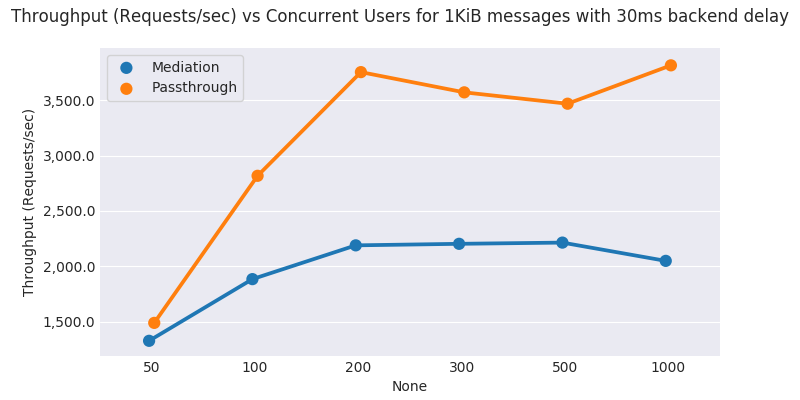 Throughput (Requests/sec) vs Concurrent Users for 1KiB messages with 30ms backend delay
Mediation
Passthrough
3,500.0
3,000.0
2,500.0
2,000.0
1,500.0
Throughput (Requests/sec)
50 100 200 300 500 1000
None